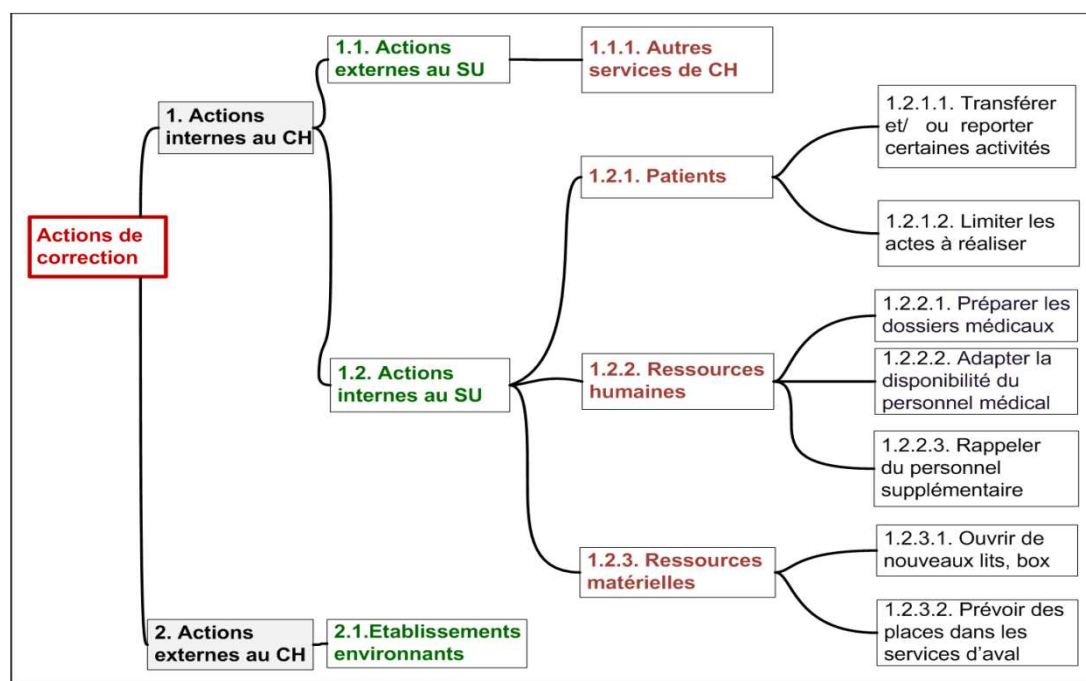 Actions de
correction
1. Actions
internes au CH
1.1. Actions
externes au SU
1.1.1. Autres
services de CH
1.2. Actions
internes au SU
1.2.1. Patients
1.2.1.1. Transférer
et/ ou reporter
certaines activités
1.2.1.2. Limiter les
actes à réaliser
1.2.2. Ressources
humaines
1.2.2.1. Préparer les
dossiers médicaux
1.2.2.2. Adapter la
disponibilité du
personnel médical
1.2.2.3. Rappeler
du personnel
supplémentaire
1.2.3. Ressources
matérielles
1.2.3.1. Ouvrir de
nouveaux lits, box
1.2.3.2. Prévoir des
places dans les
services d'aval
2. Actions
externes au CH
2.1.Etablissements
environnants